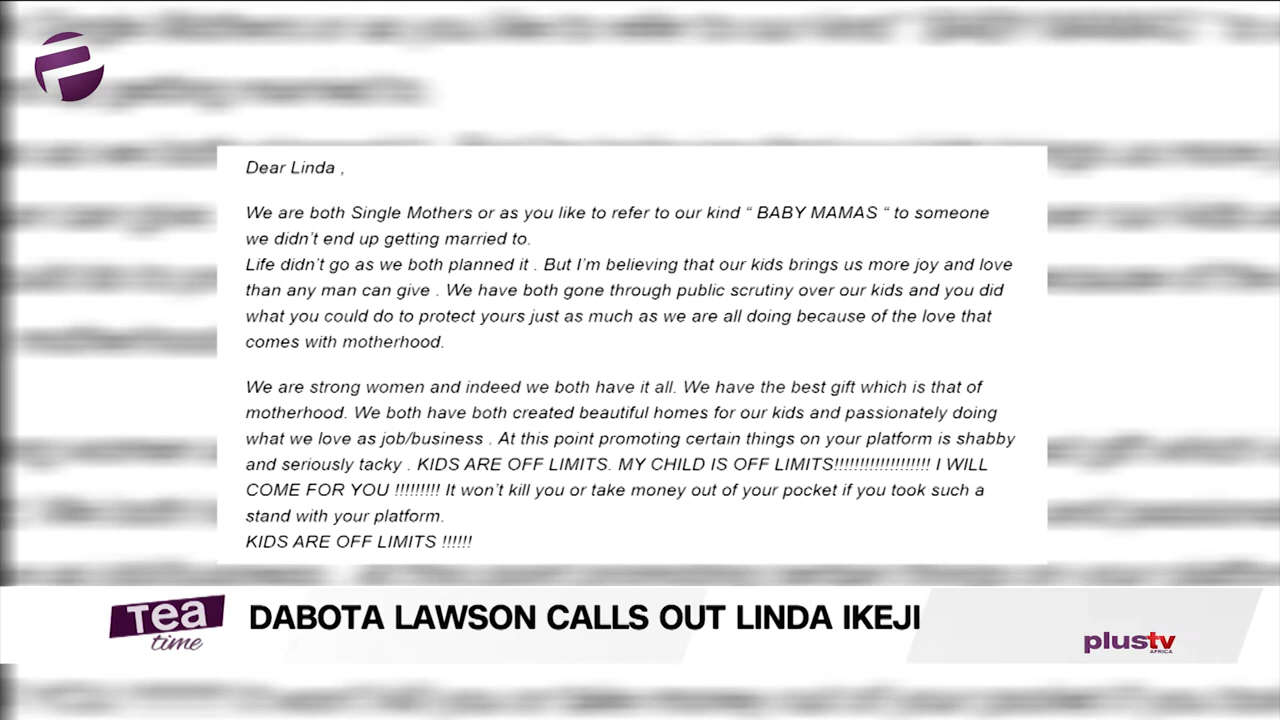 Dear Linda ,
We are both Single Mothers or as you like to refer to our kind “ BABY MAMAS “ to someone
we didn’t end up getting married to.
Life didn’t go as we both planned it . But I’m believing that our kids brings us more joy and love
than any man can give . We have both gone through public scrutiny over our kids and you did
what you could do to protect yours just as much as we are all doing because of the love that
comes with motherhood.
We are strong women and indeed we both have it all. We have the best gift which is that of
motherhood. We both have both created beautiful homes for our kids and passionately doing
what we love as job/business . At this point promoting certain things on your platform is shabby
and seriously tacky . KIDS ARE OFF LIMITS. MY CHILD IS OFF LIMITS!!!!!!!!!!!!!!!!!!! I WILL
COME FOR YOU !!!!!!!!! It won’t kill you or take money out of your pocket if you took such a
stand with your platform.
KIDS ARE OFF LIMITS !!!!!!
Tea
time
DABOTA LAWSON CALLS OUT LINDA IKEJI
plustv
AFRICA